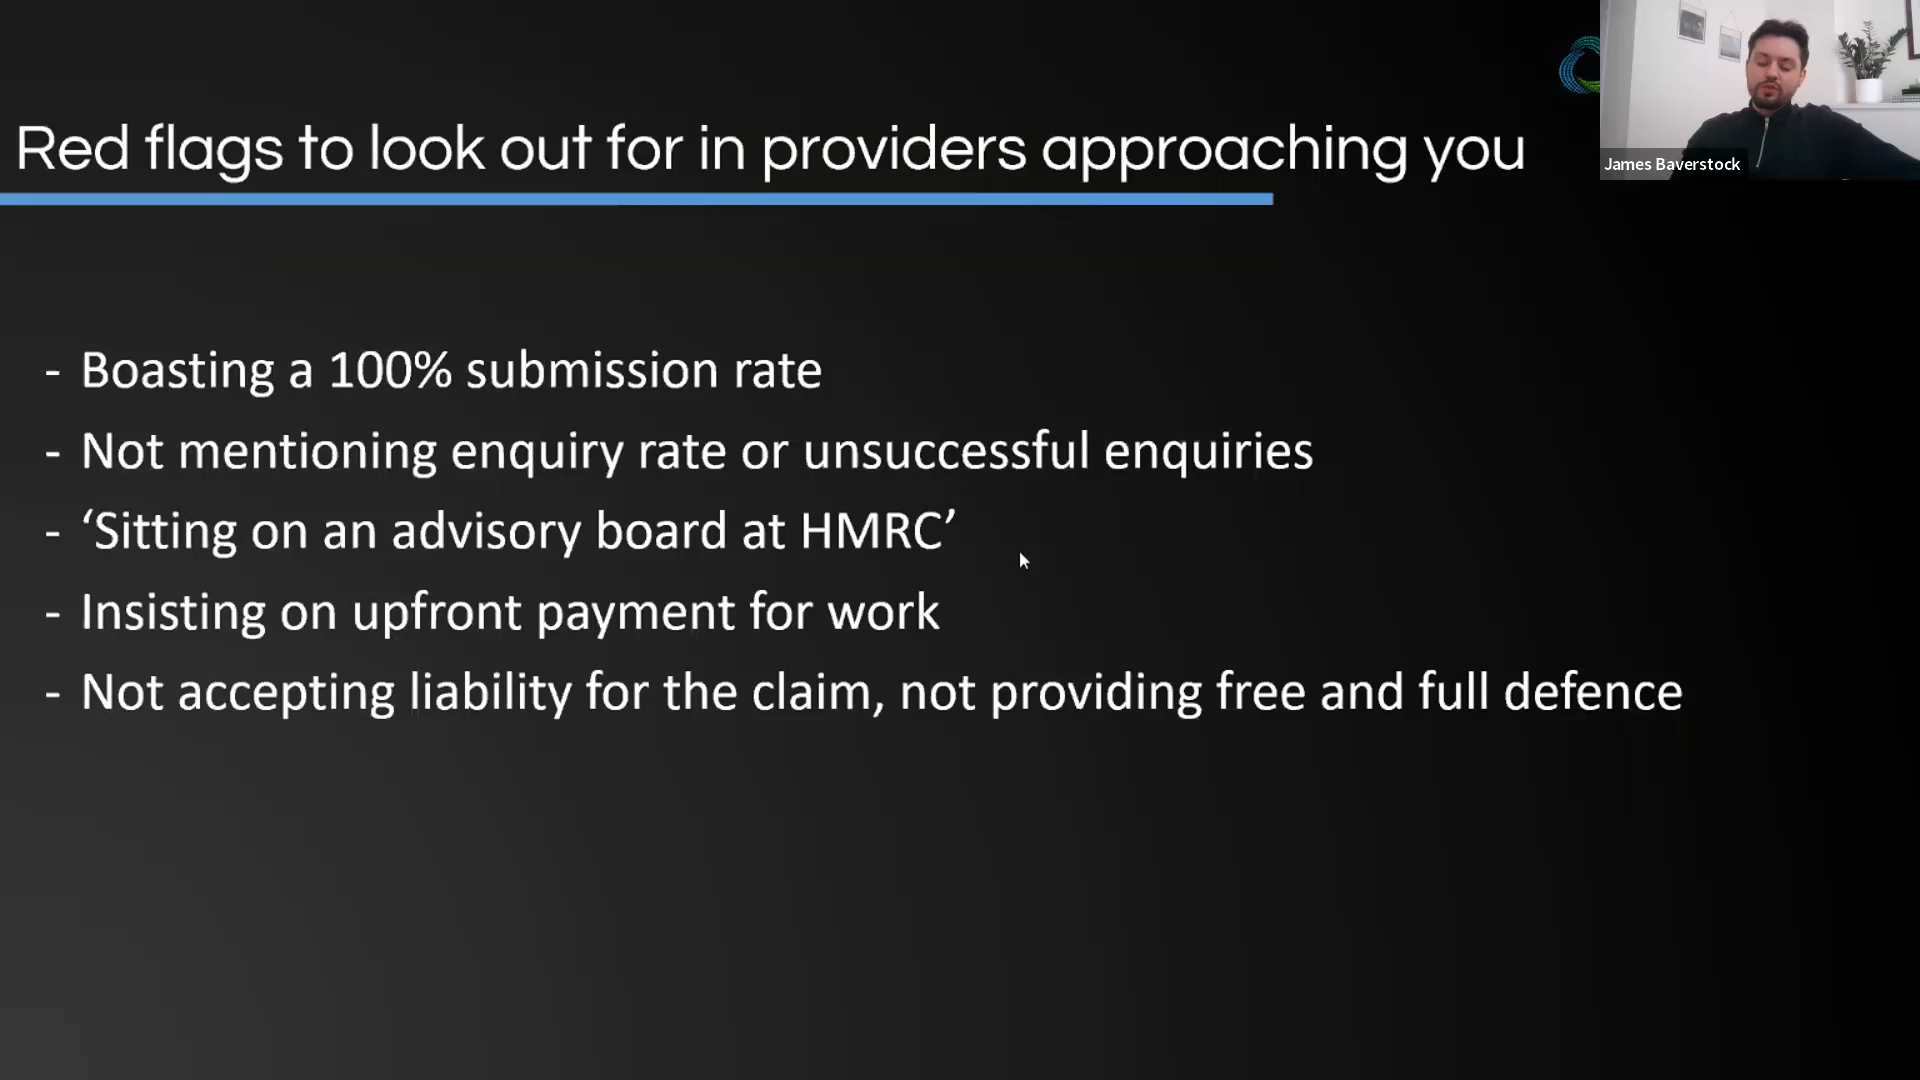 Red flags to look out for in providers approaching you
James Baverstock
- Boasting a 100% submission rate
- Not mentioning enquiry rate or unsuccessful enquiries
- ‘Sitting on an advisory board at HMRC’
- Insisting on upfront payment for work
- Not accepting liability for the claim, not providing free and full defence